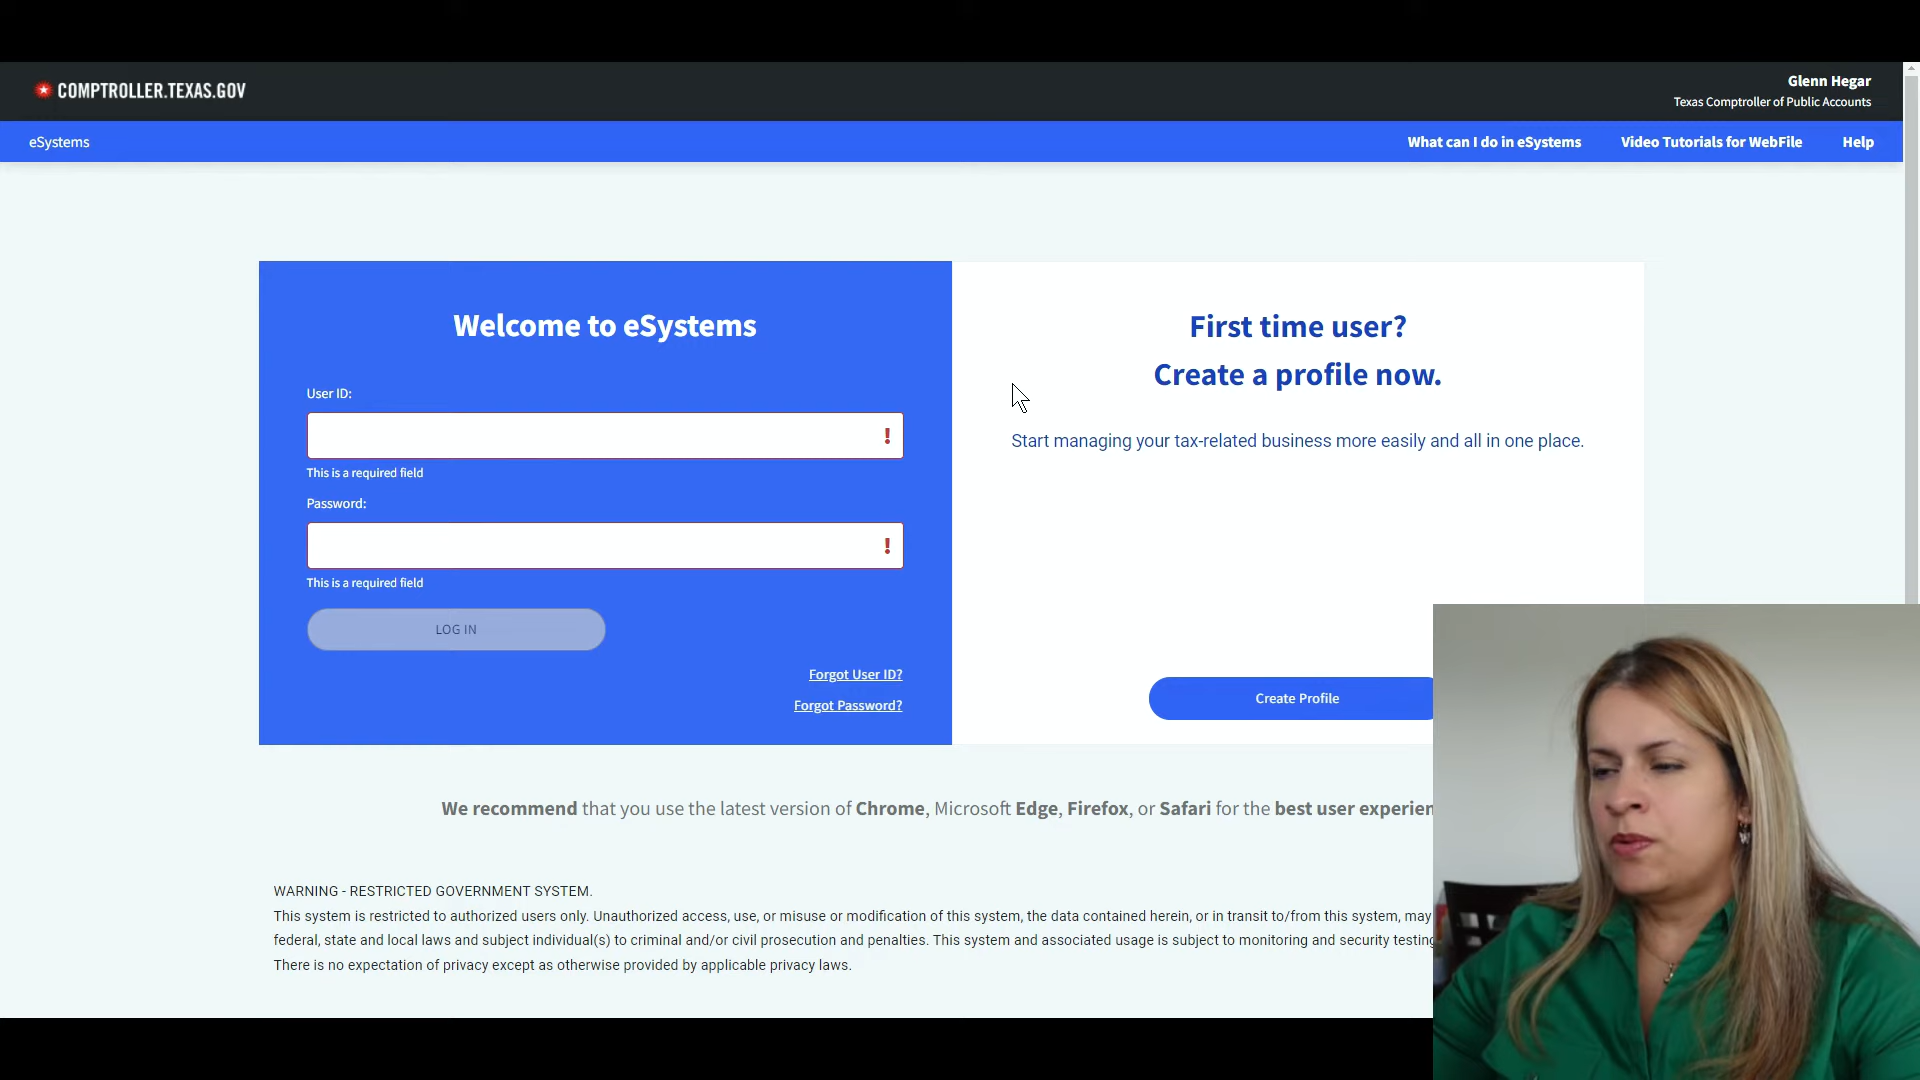 COMPTROLLER.TEXAS.GOV
Glenn Hegar
Texas Comptroller of Public Accounts
eSystems
What can I do in eSystems
Video Tutorials for WebFile
Help
Welcome to eSystems
User ID:
!
This is a required field
Password:
!
This is a required field
LOG IN
Forgot User ID?
Forgot Password?
First time user?
Create a profile now.
Start managing your tax-related business more easily and all in one place.
Create Profile
We recommend that you use the latest version of Chrome, Microsoft Edge, Firefox, or Safari for the best user experien
WARNING - RESTRICTED GOVERNMENT SYSTEM.
This system is restricted to authorized users only. Unauthorized access, use, or misuse or modification of this system, the data contained herein, or in transit to/from this system, may
federal, state and local laws and subject individual(s) to criminal and/or civil prosecution and penalties. This system and associated usage is subject to monitoring and security testing
There is no expectation of privacy except as otherwise provided by applicable privacy laws.